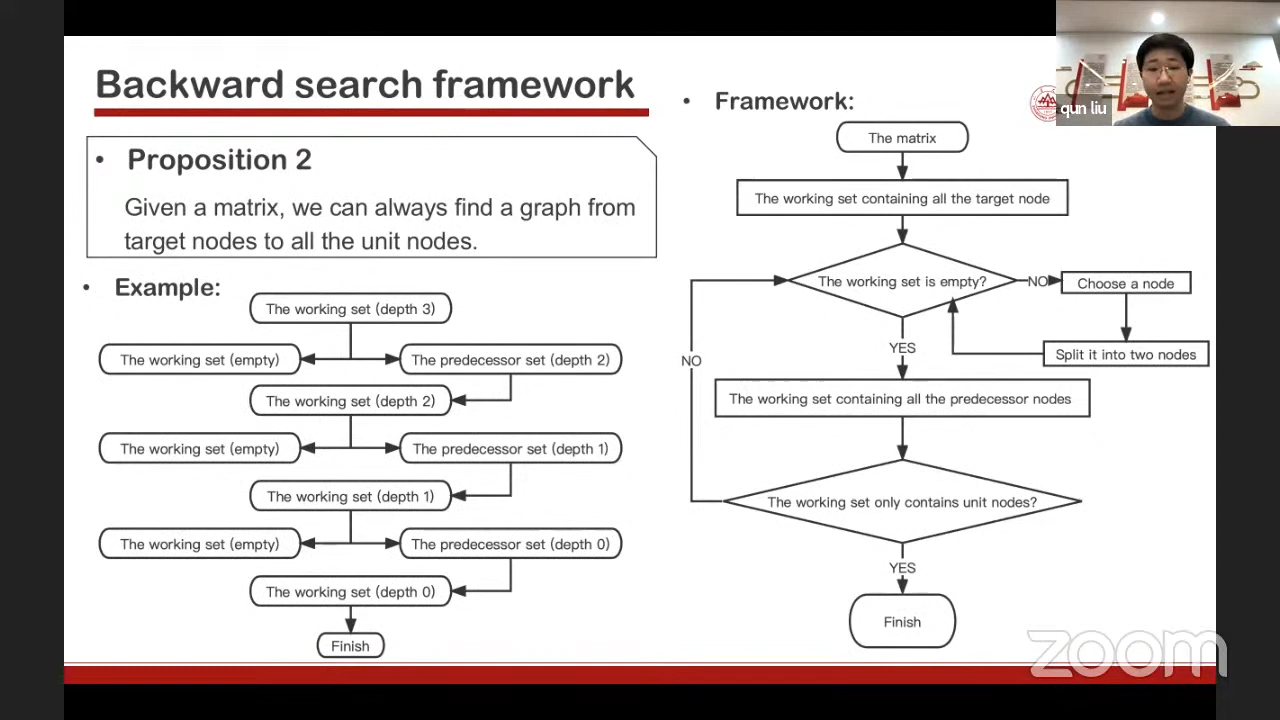 Backward search framework
• Proposition 2
Given a matrix, we can always find a graph from
target nodes to all the unit nodes.
• Example:
The working set (depth 3)
The working set (empty)
The predecessor set (depth 2)
The working set (depth 2)
The working set (empty)
The predecessor set (depth 1)
The working set (depth 1)
The working set (empty)
The predecessor set (depth 0)
The working set (depth 0)
Finish
• Framework:
The matrix
The working set containing all the target node
The working set is empty?
NO
Choose a node
Split it into two nodes
YES
NO
The working set containing all the predecessor nodes
The working set only contains unit nodes?
YES
Finish
qun liu
zoom